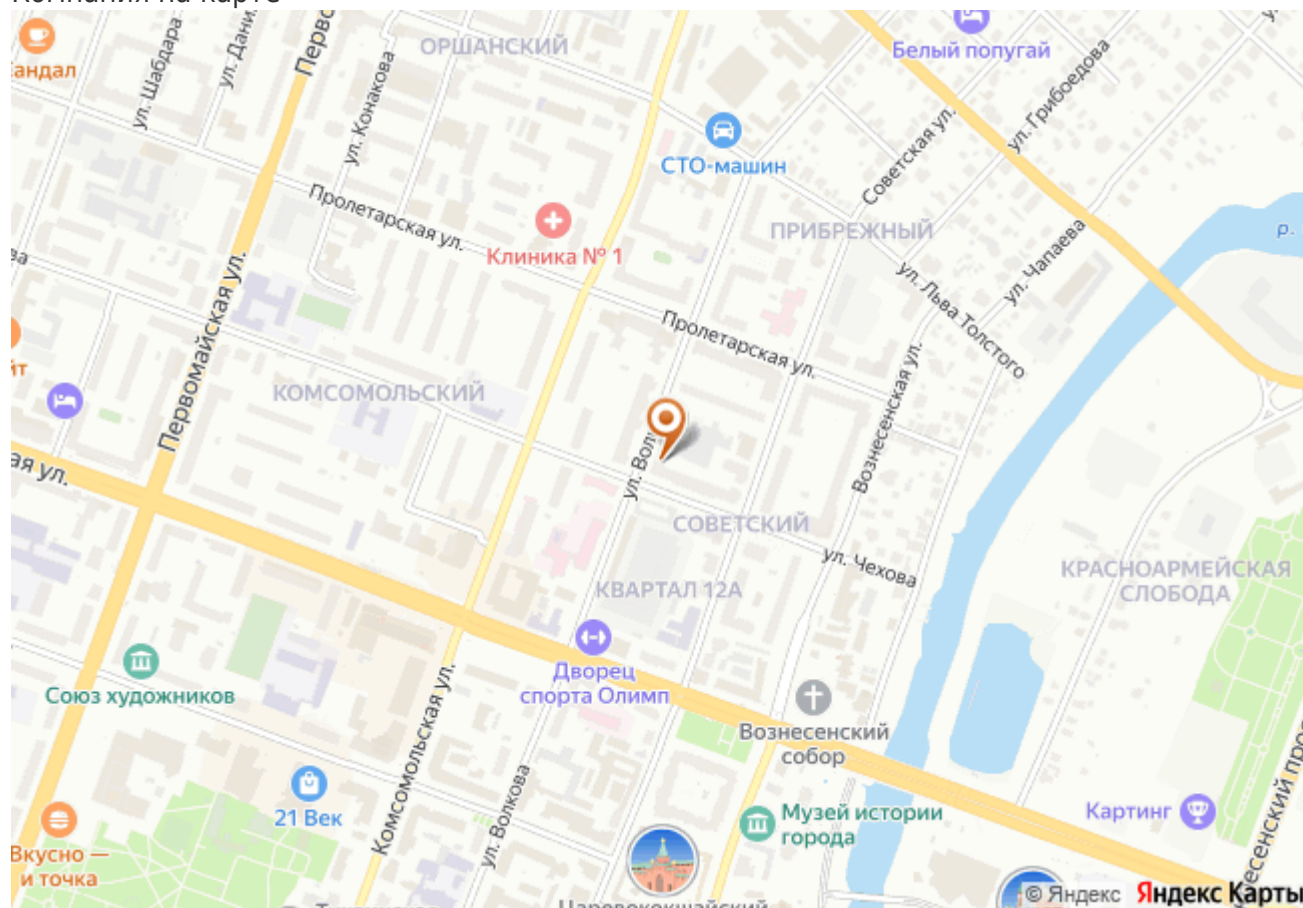 Компания на карте
ОРШАНСКИЙ
Белый попугай
ул. Шабдара
ул. Конакова
ул. Грибоедова
СТО-машин
Советская ул.
Пролетарская ул.
Клиника № 1
ПРИБРЕЖНЫЙ
р.
ул. Чапаева
ул. Льва Толстого
Первомайская ул.
Пролетарская ул.
КОМСОМОЛЬСКИЙ
Вознесенская ул.
СОВЕТСКИЙ
ул. Чехова
КВАРТАЛ 12А
КРАСНОАРМЕЙСКАЯ
СЛОБОДА
Дворец
спорта Олимп
Союз художников
Вознесенский
собор
Комсомольская ул.
21 Век
ул. Волкова
Музей истории
города
Картинг
Вкусно —
и точка
© Яндекс Яндекс Карты